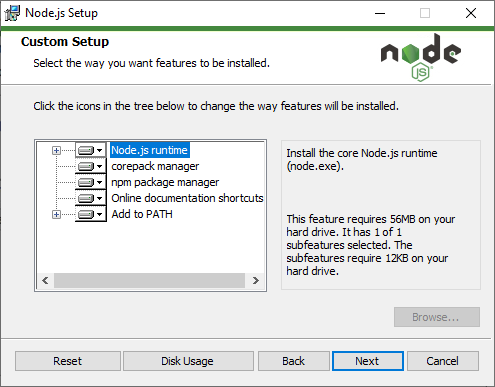 Node.js Setup
Custom Setup
Select the way you want features to be installed.
node
JS
Click the icons in the tree below to change the way features will be installed.
Node.js runtime
corepack manager
npm package manager
Online documentation shortcuts
Add to PATH
Install the core Node.js runtime
(node.exe).
This feature requires 56MB on your
hard drive. It has 1 of 1
subfeatures selected. The
subfeatures require 12KB on your
hard drive.
Browse...
Reset
Disk Usage
Back
Next
Cancel